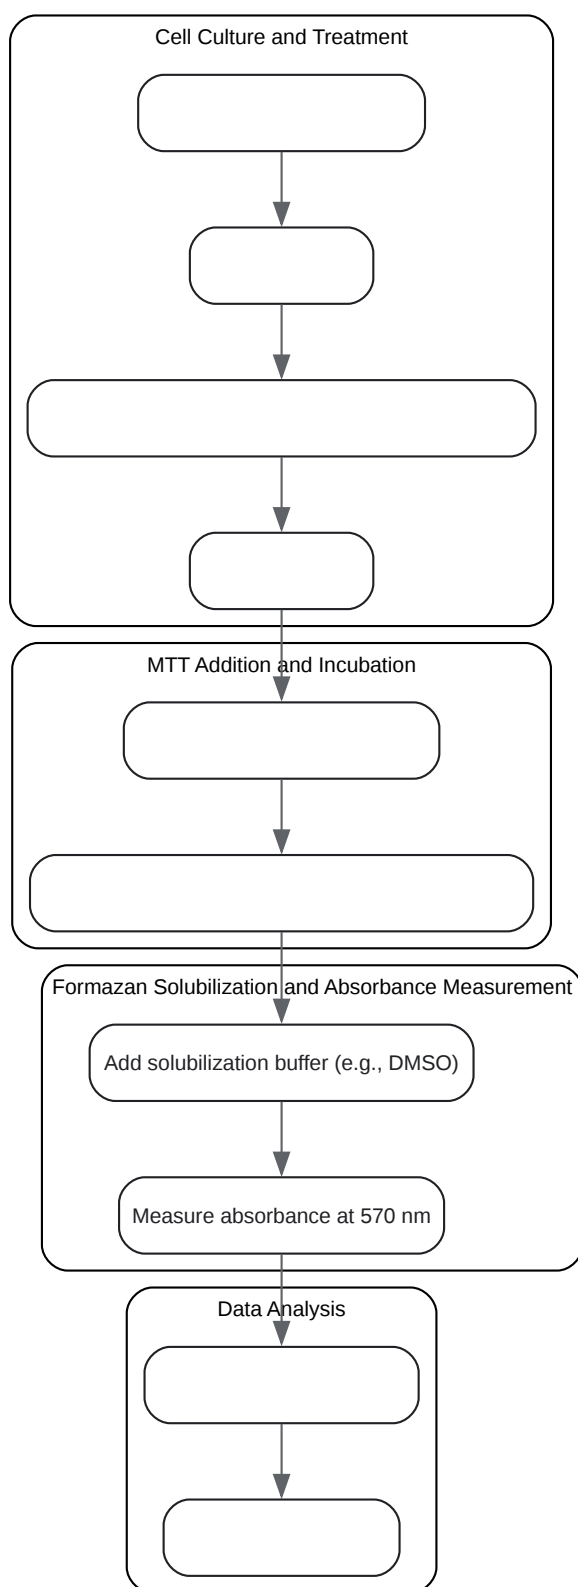 Cell Culture and Treatment
MTT Addition and Incubation
Formazan Solubilization and Absorbance Measurement
Add solubilization buffer (e.g., DMSO)
Measure absorbance at 570 nm
Data Analysis